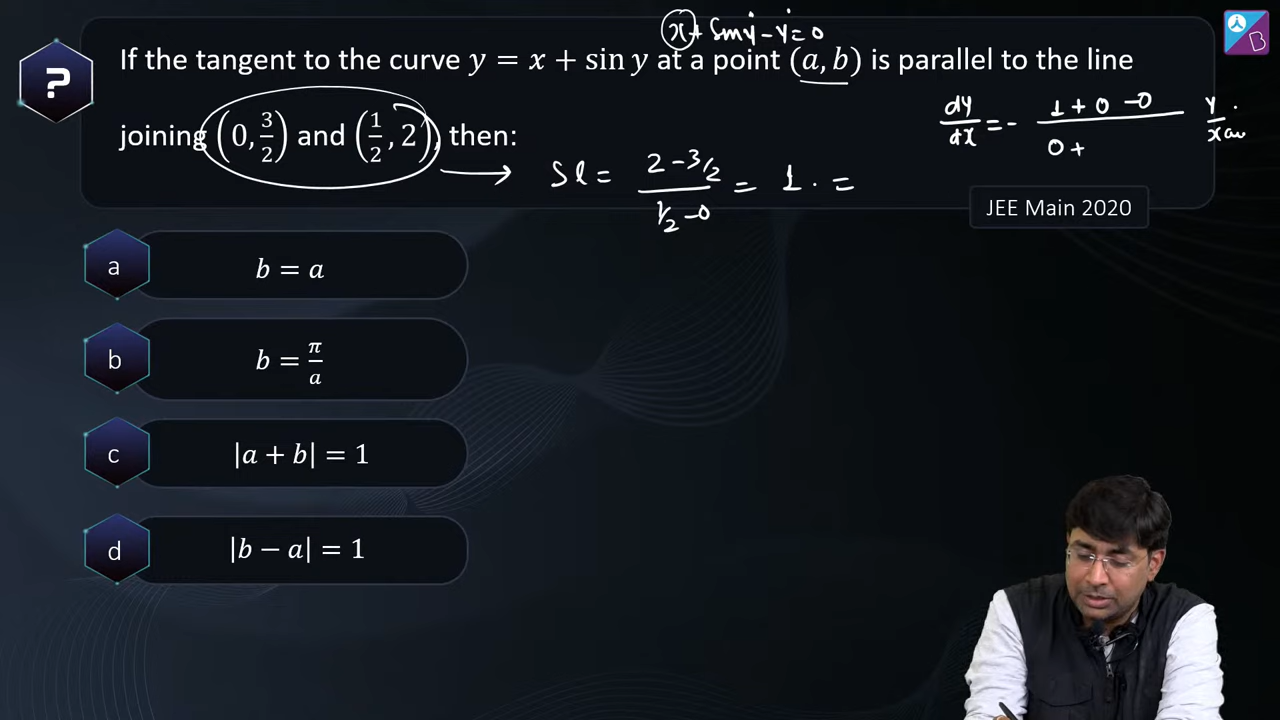 x + sin y - y = 0
If the tangent to the curve y = x + sin y at a point (a, b) is parallel to the line
joining (0, 3/2) and (1/2, 2), then:
dy/dx = - (1 + 0 - 0)/(0 +
Sl = (2 - 3/2)/(1/2 - 0) = 1 . =
JEE Main 2020
a
b = a
b
b = π/a
c
|a + b| = 1
d
|b − a| = 1
?
B